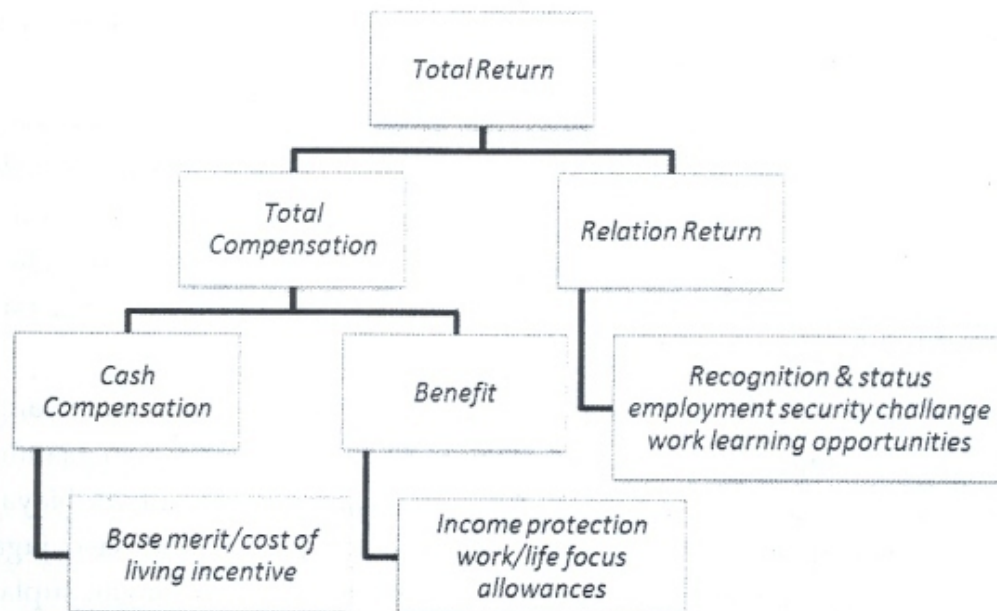 Total Return
Total
Compensation
Relation Return
Cash
Compensation
Benefit
Recognition & status
employment security challange
work learning opportunities
Base merit/cost of
living incentive
Income protection
work/life focus
allowances